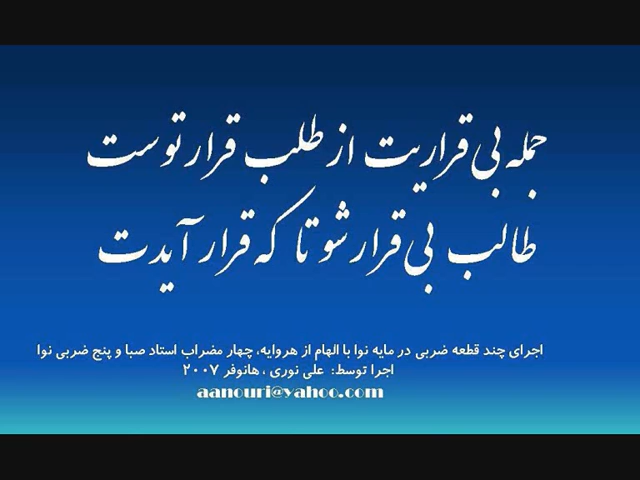 جمله بی قراریت از طلب قرار توست
طالب بی قرار شو تا که قرار آیدت
اجرای چند قطعه ضربی در مایه نوا با الهام از هروایه، چهار مضراب استاد صبا و پنج ضربی نوا
اجرا توسط: علی نوری ، هانوفر ۲۰۰۷
aanouri@yahoo.com